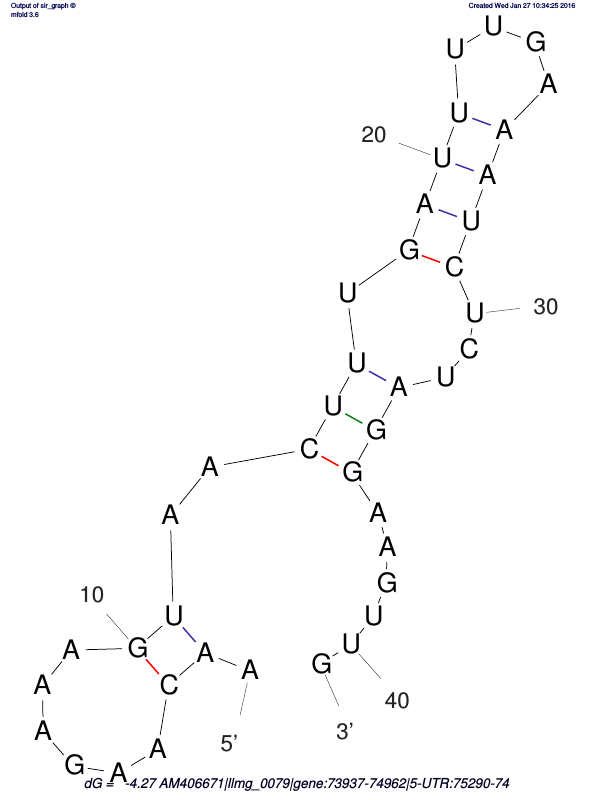 Output of sir_graph ©
mfold 3.6
Created Wed Jan 27 10:34:25 2016
U
U
G
U
A
U
A
20
U
A
A
U
G
C
U
U
30
C
U
A
U
U
G
C
G
A
A
A
A
G
10
U
U
G
A
U
A
A
G
40
C
A
3’
5’
A
A
G
A
dG = -4.27 AM406671|llmg_0079|gene:73937-74962|5-UTR:75290-74